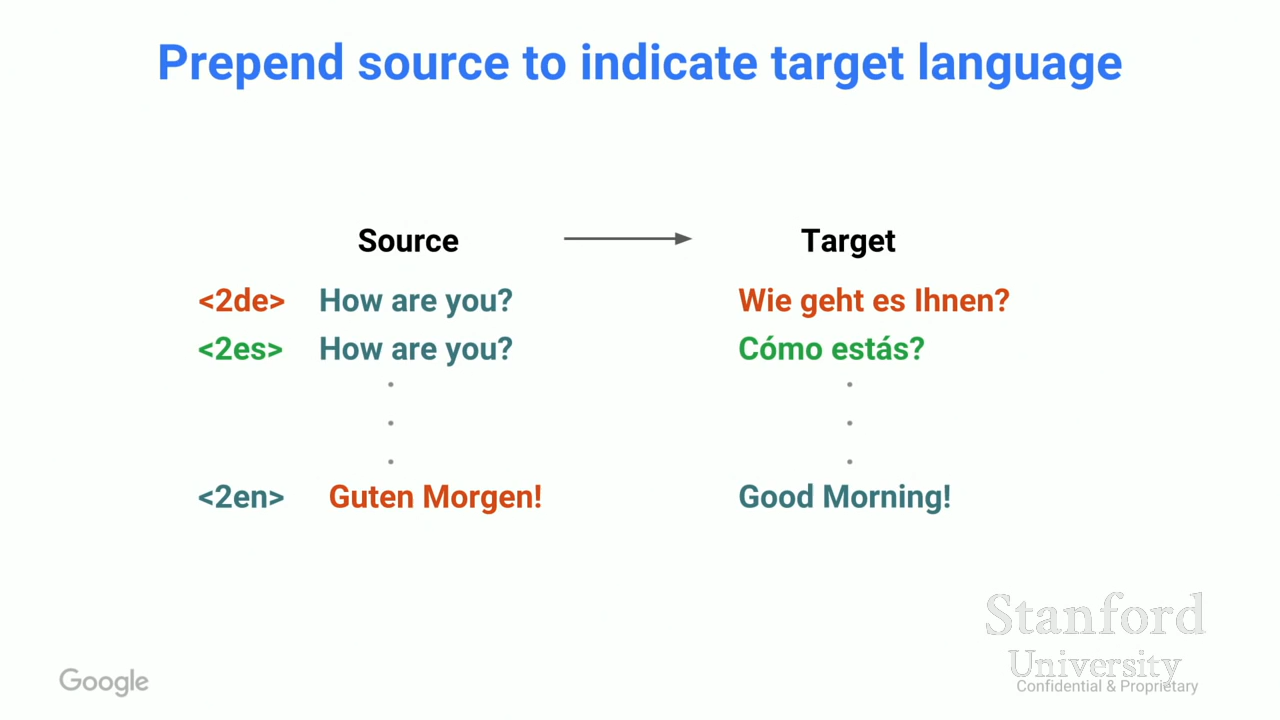 Prepend source to indicate target language
Source Target
<2de> How are you? Wie geht es Ihnen?
<2es> How are you? Cómo estás?
<2en> Guten Morgen! Good Morning!
Stanford
University
Google
Confidential & Proprietary